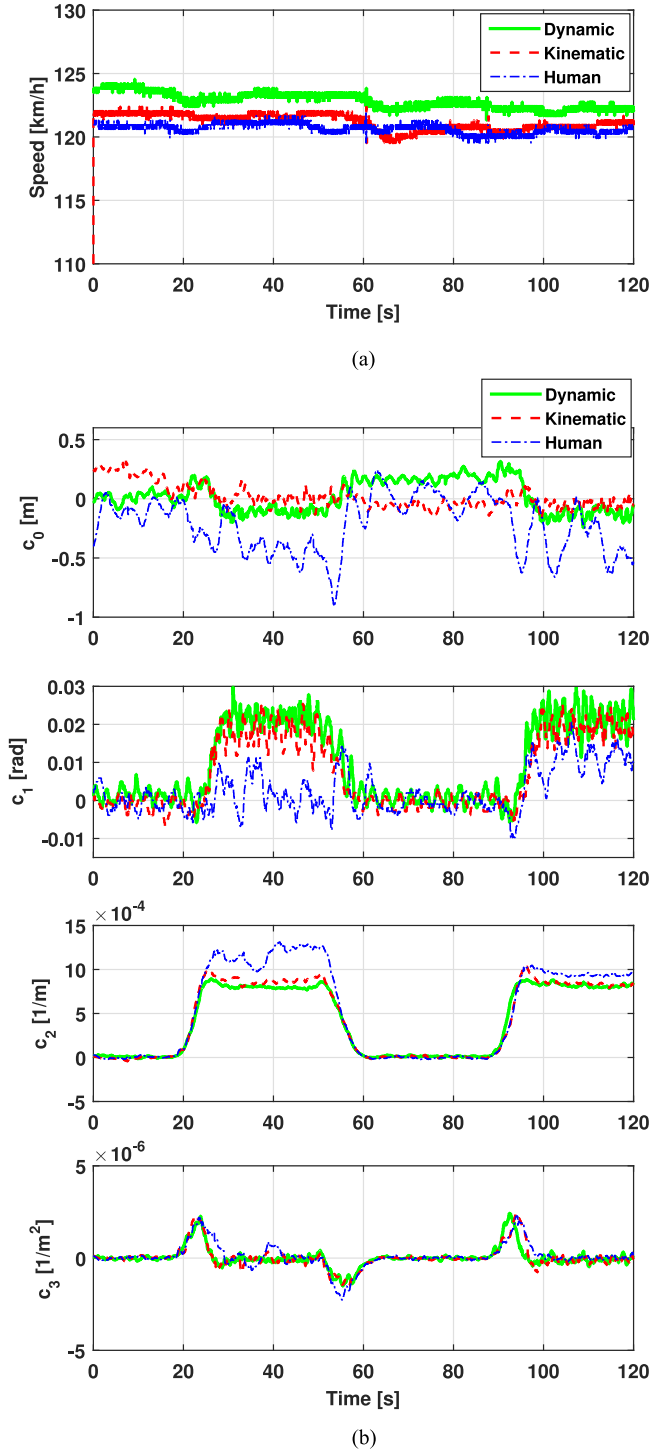 130
125
120
115
110
Speed [km/h]
Dynamic
Kinematic
Human
0 20 40 60 80 100 120
Time [s]
(a)
Dynamic
Kinematic
Human
0.5
0
-0.5
-1
c₀ [m]
0 20 40 60 80 100 120
0.03
0.02
0.01
0
-0.01
c₁ [rad]
0 20 40 60 80 100 120
× 10⁻⁴
15
10
5
0
-5
c₂ [1/m]
0 20 40 60 80 100 120
× 10⁻⁶
5
0
-5
c₃ [1/m²]
0 20 40 60 80 100 120
Time [s]
(b)